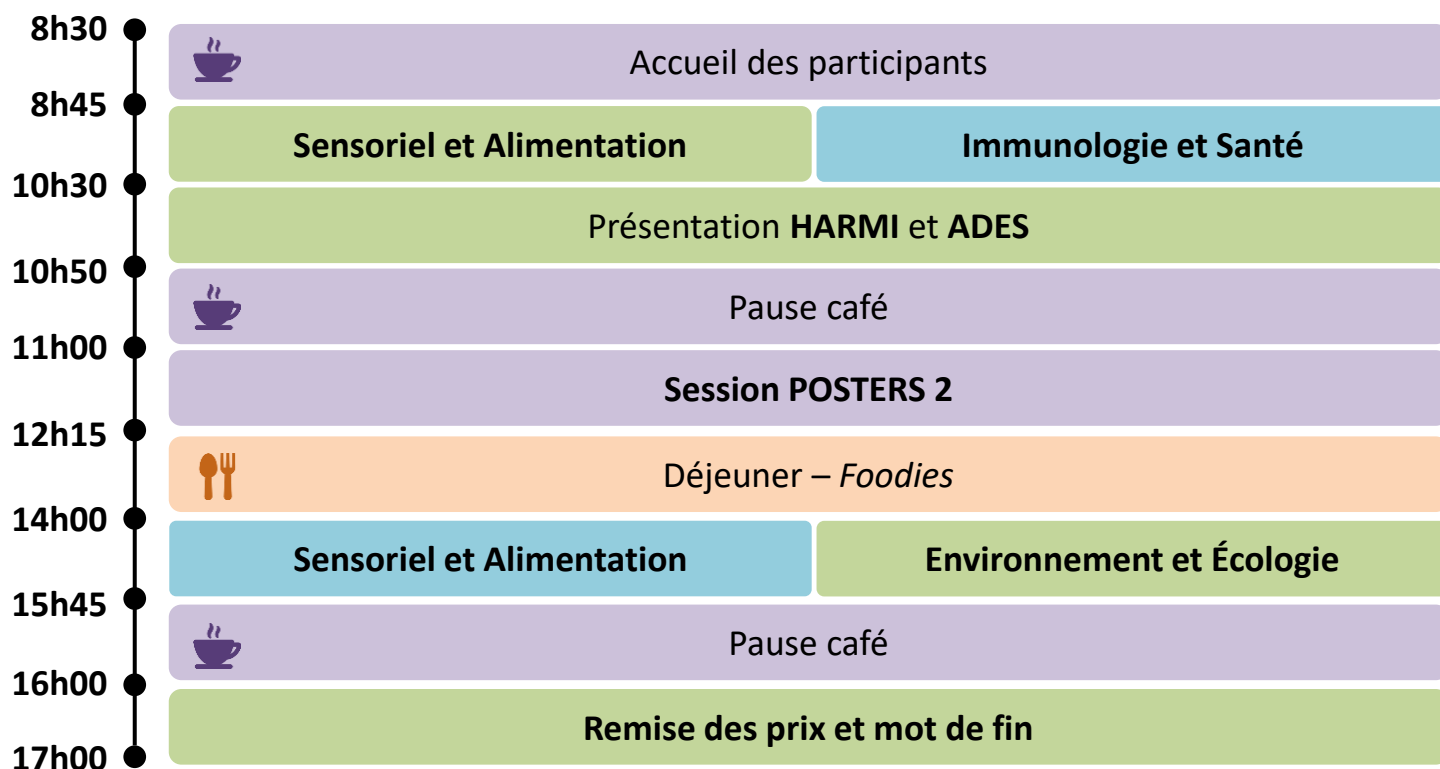 8h30
Accueil des participants
8h45
Sensoriel et Alimentation
Immunologie et Santé
10h30
Présentation HARMI et ADES
10h50
Pause café
11h00
Session POSTERS 2
12h15
Déjeuner – Foodies
14h00
Sensoriel et Alimentation
Environnement et Écologie
15h45
Pause café
16h00
Remise des prix et mot de fin
17h00